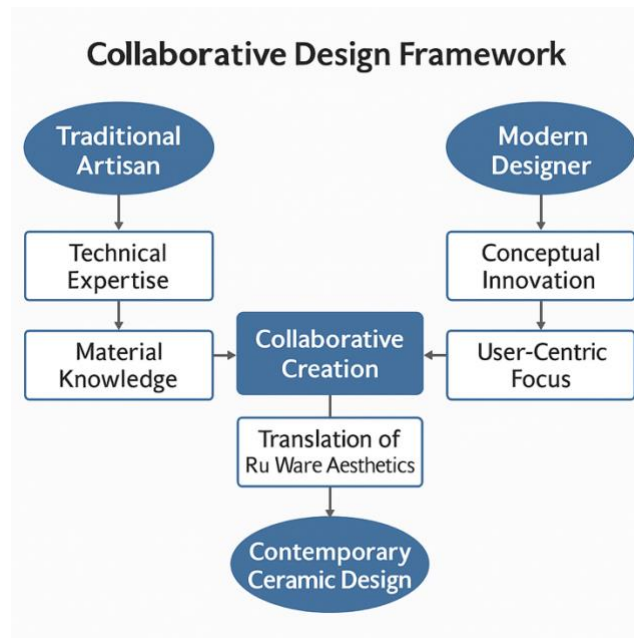 Collaborative Design Framework
Traditional
Artisan
Modern
Designer
Technical
Expertise
Conceptual
Innovation
Material
Knowledge
Collaborative
Creation
User-Centric
Focus
Translation of
Ru Ware Aesthetics
Contemporary
Ceramic Design